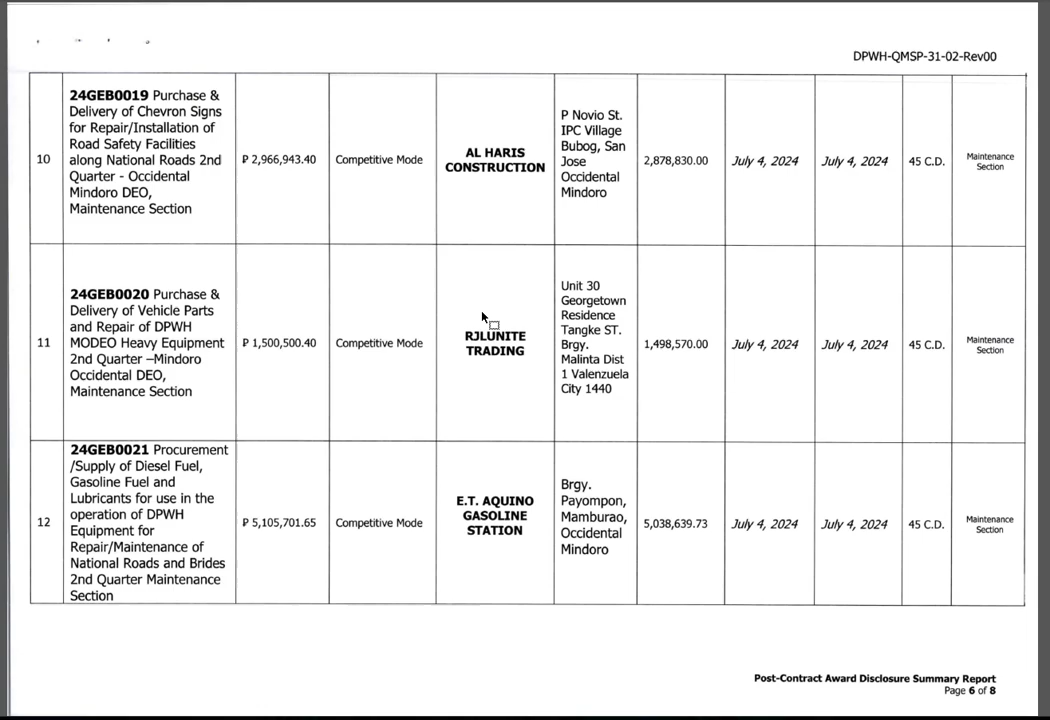 DPWH-QMSP-31-02-Rev00
10
24GEB0019 Purchase &
Delivery of Chevron Signs
for Repair/Installation of
Road Safety Facilities
along National Roads 2nd
Quarter - Occidental
Mindoro DEO,
Maintenance Section
₱ 2,966,943.40
Competitive Mode
AL HARIS
CONSTRUCTION
P Novio St.
IPC Village
Bubog, San
Jose
Occidental
Mindoro
2,878,830.00
July 4, 2024
July 4, 2024
45 C.D.
Maintenance
Section
11
24GEB0020 Purchase &
Delivery of Vehicle Parts
and Repair of DPWH
MODEO Heavy Equipment
2nd Quarter –Mindoro
Occidental DEO,
Maintenance Section
₱ 1,500,500.40
Competitive Mode
RJLUNITE
TRADING
Unit 30
Georgetown
Residence
Tangke ST.
Brgy.
Malinta Dist
1 Valenzuela
City 1440
1,498,570.00
July 4, 2024
July 4, 2024
45 C.D.
Maintenance
Section
12
24GEB0021 Procurement
/Supply of Diesel Fuel,
Gasoline Fuel and
Lubricants for use in the
operation of DPWH
Equipment for
Repair/Maintenance of
National Roads and Brides
2nd Quarter Maintenance
Section
₱ 5,105,701.65
Competitive Mode
E.T. AQUINO
GASOLINE
STATION
Brgy.
Payompon,
Mamburao,
Occidental
Mindoro
5,038,639.73
July 4, 2024
July 4, 2024
45 C.D.
Maintenance
Section
Post-Contract Award Disclosure Summary Report
Page 6 of 8